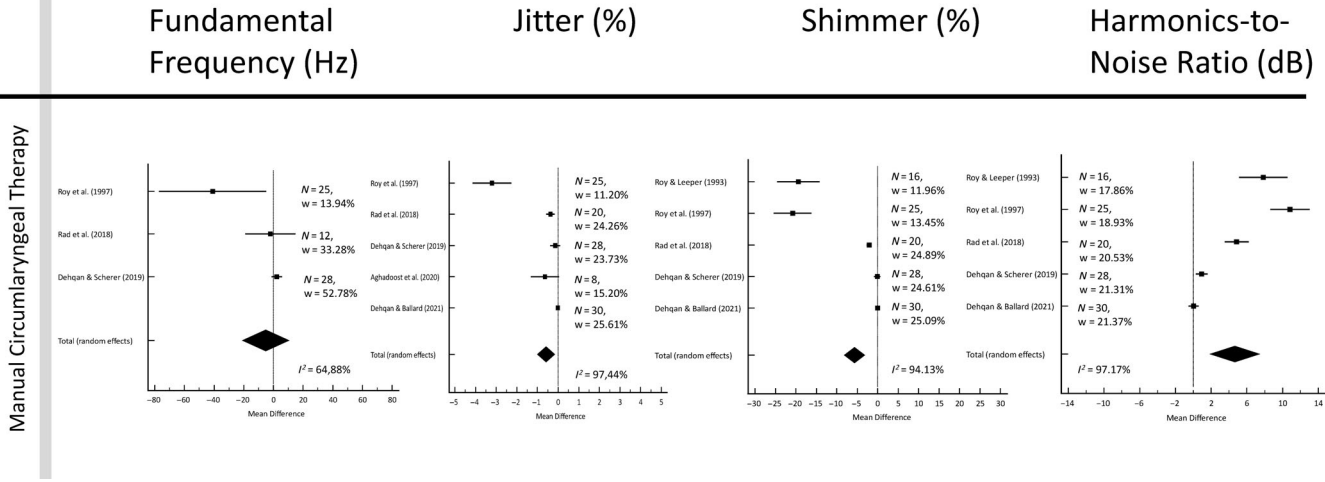 Fundamental
Frequency (Hz)
Jitter (%)
Shimmer (%)
Harmonics-to-
Noise Ratio (dB)
Manual Circumlaryngeal Therapy
Roy et al. (1997)
N = 25,
w = 13.94%
Rad et al. (2018)
N = 12,
w = 33.28%
Dehqan & Scherer (2019)
N = 28,
w = 52.78%
Total (random effects)
I² = 64,88%
−80 −60 −40 −20 0 20 40 60 80
Mean Difference
Roy et al. (1997)
N = 25,
w = 11.20%
Rad et al. (2018)
N = 20,
w = 24.26%
Dehqan & Scherer (2019)
N = 28,
w = 23.73%
Aghadoost et al. (2020)
N = 8,
w = 15.20%
Dehqan & Ballard (2021)
N = 30,
w = 25.61%
Total (random effects)
I² = 97,44%
−5 −4 −3 −2 −1 0 1 2 3 4 5
Mean Difference
Roy & Leeper (1993)
N = 16,
w = 11.96%
Roy et al. (1997)
N = 25,
w = 13.45%
Rad et al. (2018)
N = 20,
w = 24.89%
Dehqan & Scherer (2019)
N = 28,
w = 24.61%
Dehqan & Ballard (2021)
N = 30,
w = 25.09%
Total (random effects)
I² = 94.13%
−30 −25 −20 −15 −10 −5 0 5 10 15 20 25 30
Mean Difference
Roy & Leeper (1993)
N = 16,
w = 17.86%
Roy et al. (1997)
N = 25,
w = 18.93%
Rad et al. (2018)
N = 20,
w = 20.53%
Dehqan & Scherer (2019)
N = 28,
w = 21.31%
Dehqan & Ballard (2021)
N = 30,
w = 21.37%
Total (random effects)
I² = 97.17%
−14 −10 −6 −2 2 6 10 14
Mean Difference